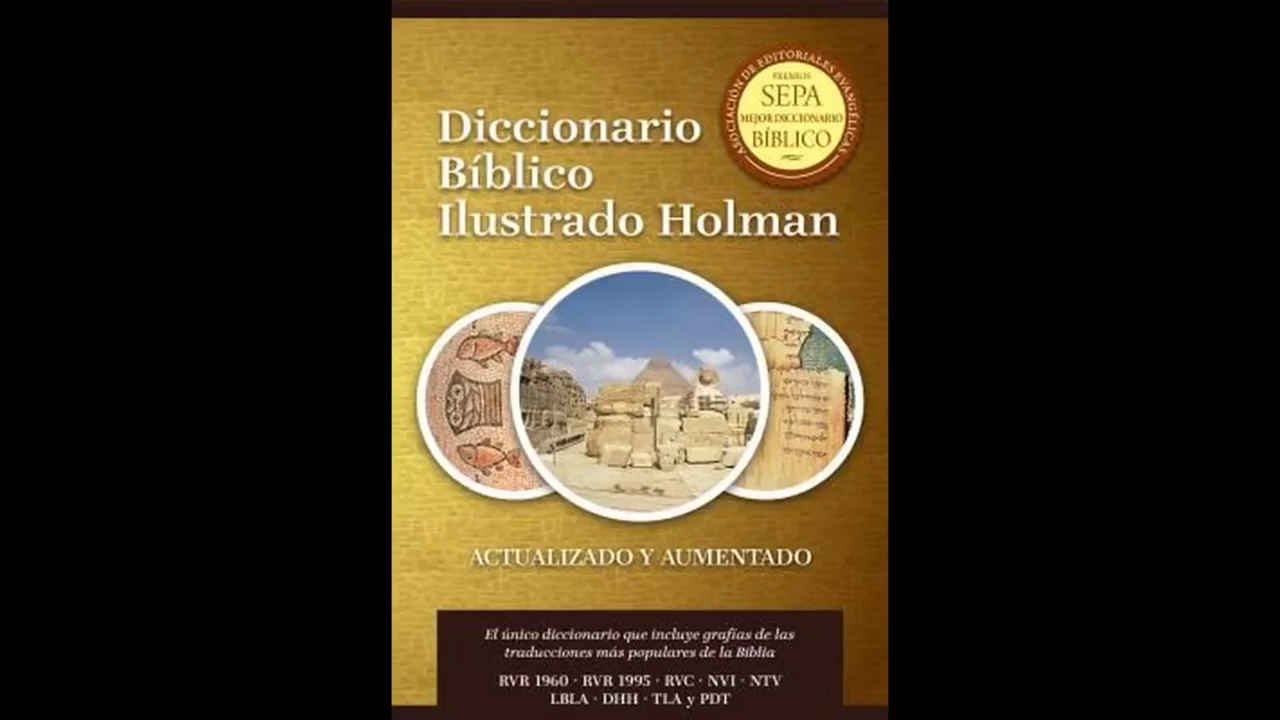 ASOCIACIÓN DE EDITORIALES EVANGÉLICAS
PREMIOS
SEPA
MEJOR DICCIONARIO
BÍBLICO
Diccionario
Bíblico
Ilustrado Holman
ACTUALIZADO Y AUMENTADO
El único diccionario que incluye grafías de las
traducciones más populares de la Biblia
RVR 1960 · RVR 1995 · RVC · NVI · NTV
LBLA · DHH · TLA y PDT